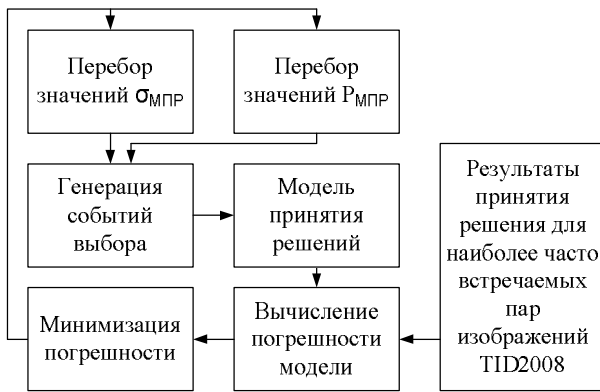 Перебор
значений σМПР
Перебор
значений PМПР
Генерация
событий
выбора
Модель
принятия
решений
Результаты
принятия
решения для
наиболее часто
встречаемых
пар
изображений
TID2008
Минимизация
погрешности
Вычисление
погрешности
модели